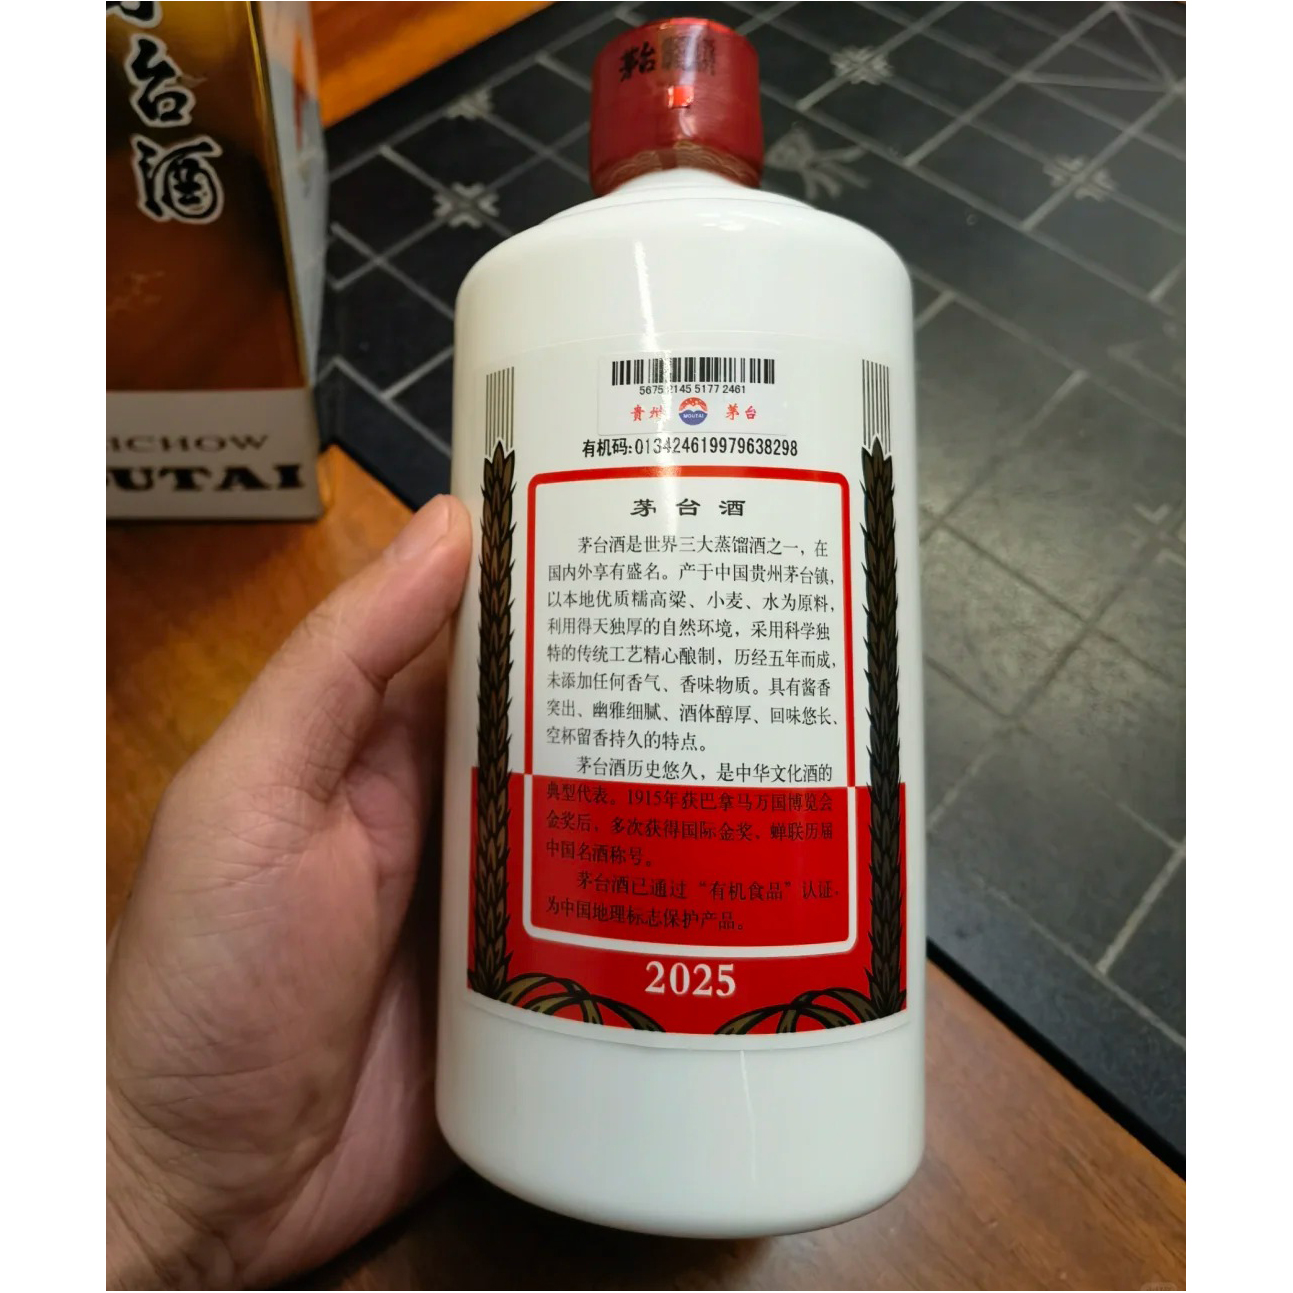 台酒
CHOW
UTAI
茅台
5675 2145 5177 2461
贵州 MOUTAI 茅台
有机码:013424619979638298
茅台酒
茅台酒是世界三大蒸馏酒之一，在
国内外享有盛名。产于中国贵州茅台镇，
以本地优质糯高粱、小麦、水为原料，
利用得天独厚的自然环境，采用科学独
特的传统工艺精心酿制，历经五年而成，
未添加任何香气、香味物质。具有酱香
突出、幽雅细腻、酒体醇厚、回味悠长、
空杯留香持久的特点。
茅台酒历史悠久，是中华文化酒的
典型代表。1915年获巴拿马万国博览会
金奖后，多次获得国际金奖、蝉联历届
中国名酒称号。
茅台酒已通过“有机食品”认证，
为中国地理标志保护产品。
2025